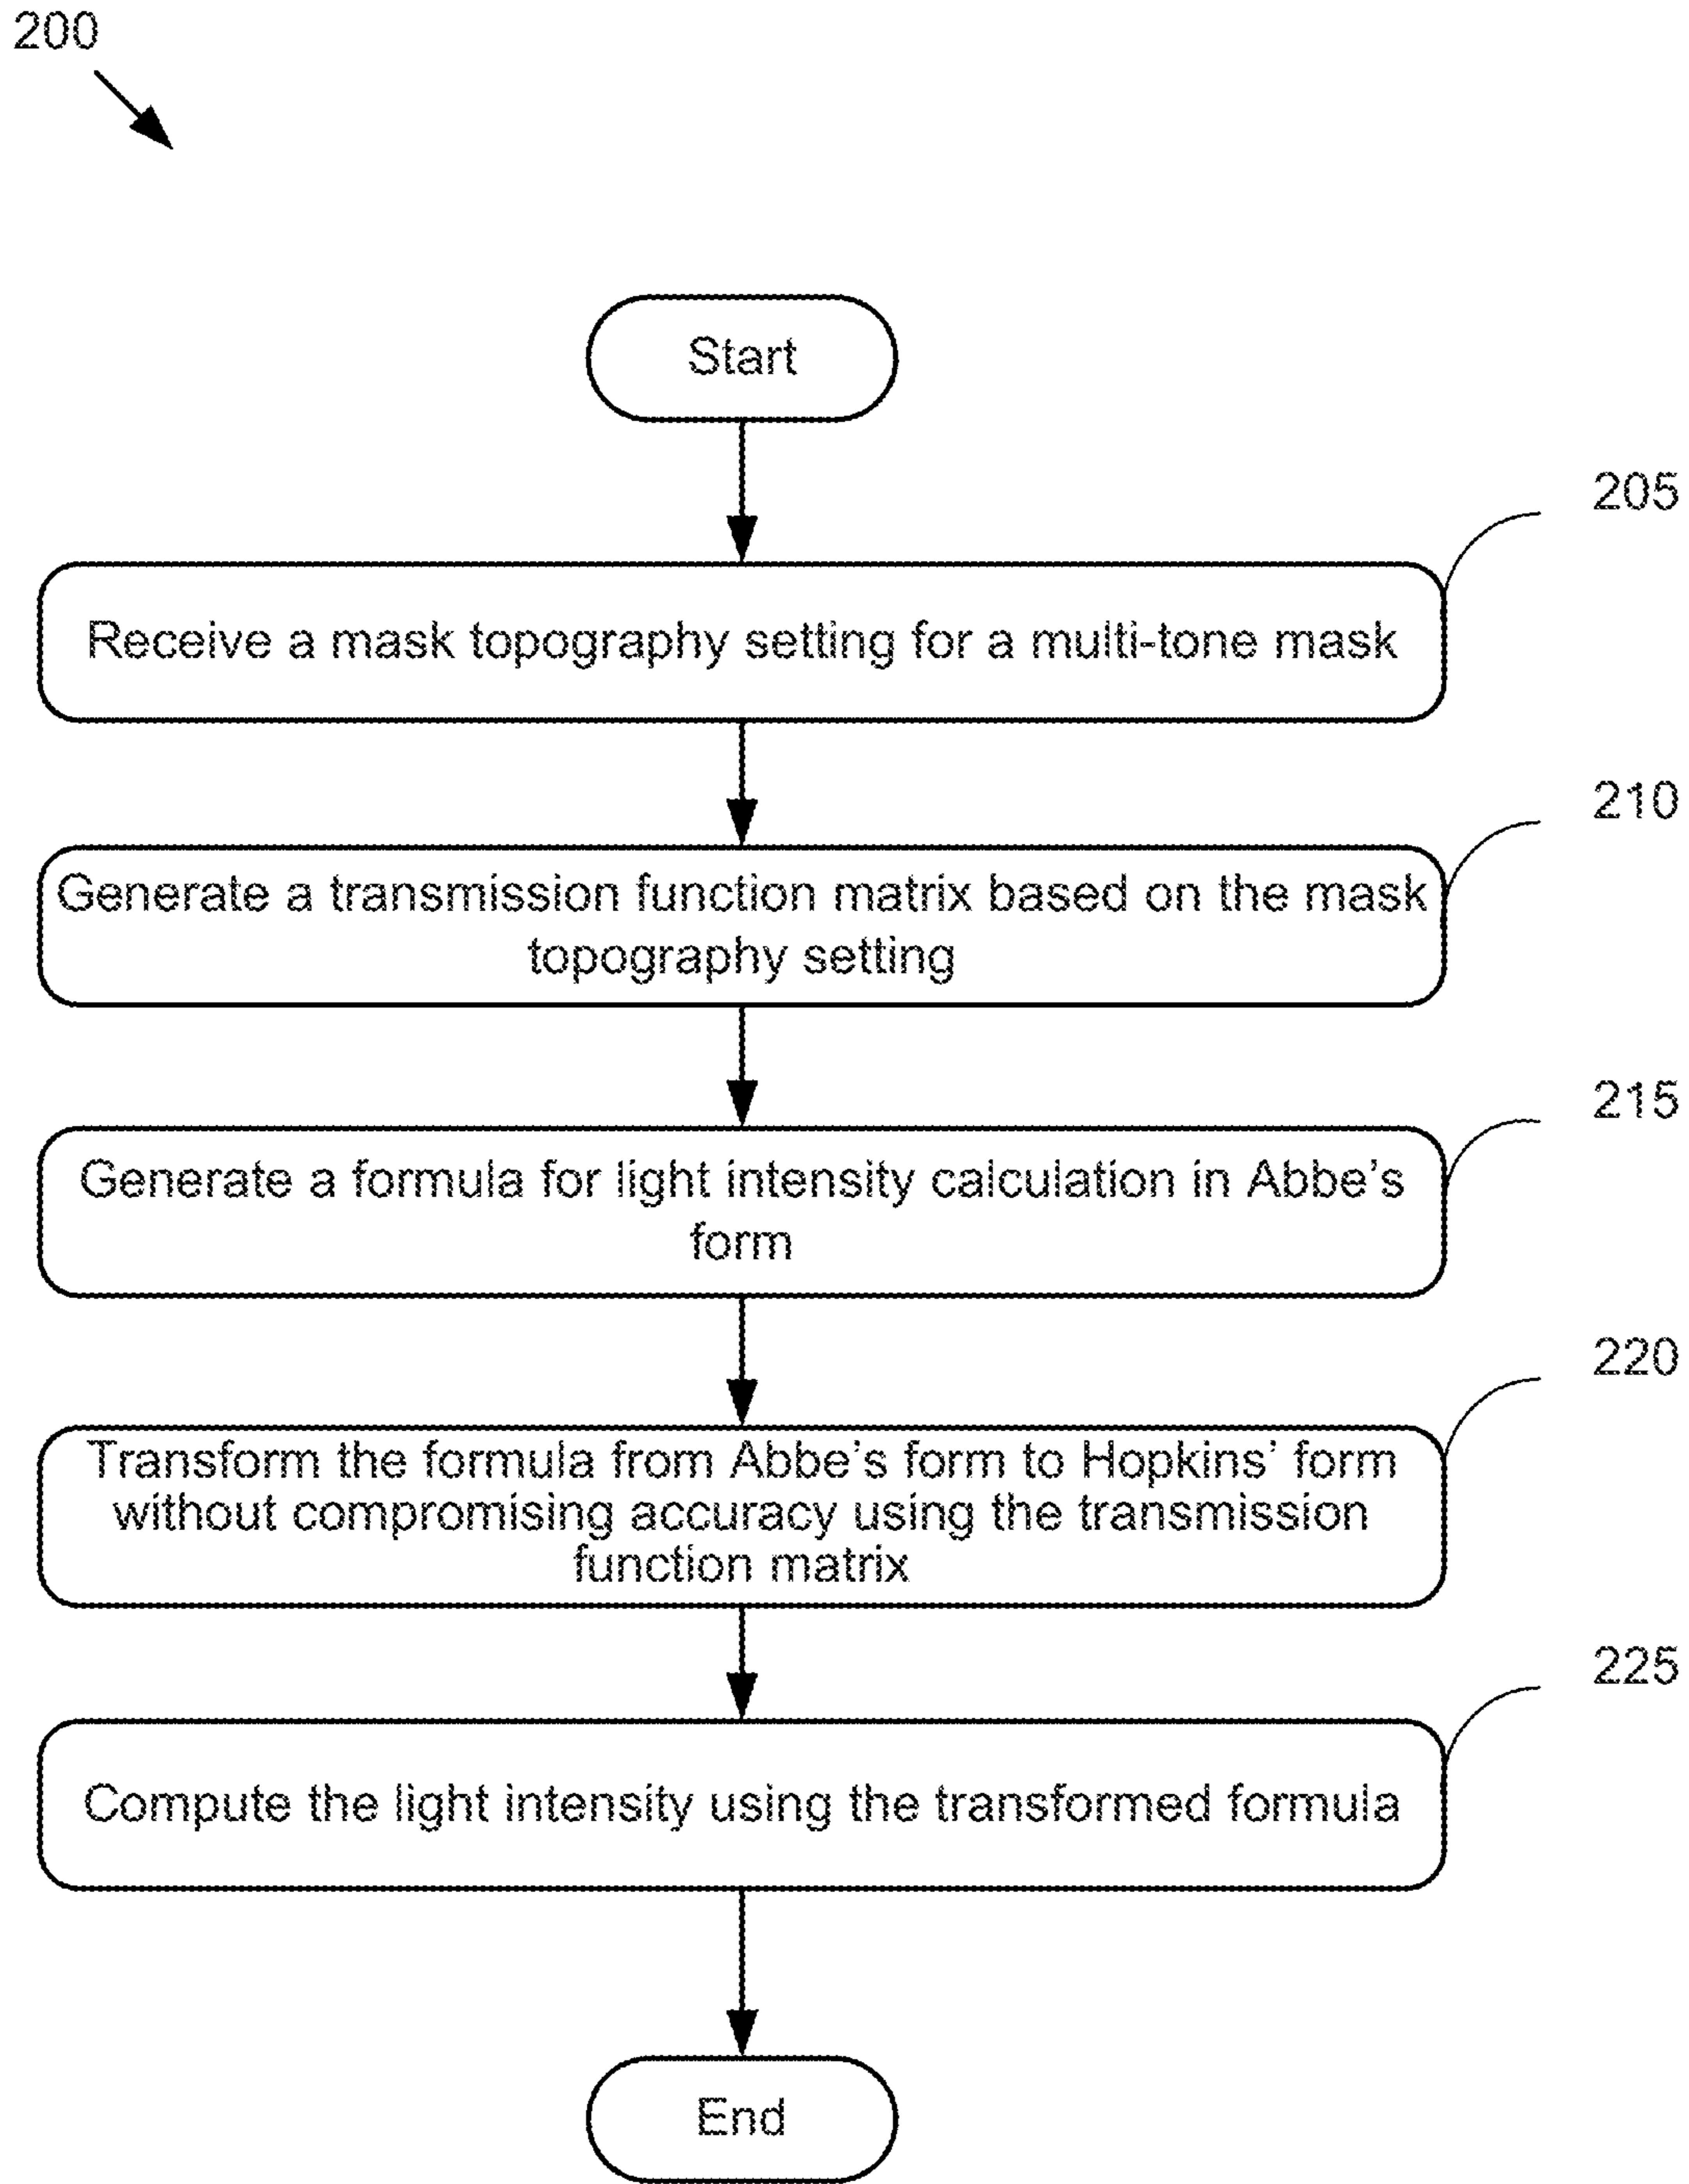 200
Start
205
Receive a mask topography setting for a multi-tone mask
210
Generate a transmission function matrix based on the mask
topography setting
215
Generate a formula for light intensity calculation in Abbe's
form
220
Transform the formula from Abbe's form to Hopkins' form
without compromising accuracy using the transmission
function matrix
225
Compute the light intensity using the transformed formula
End